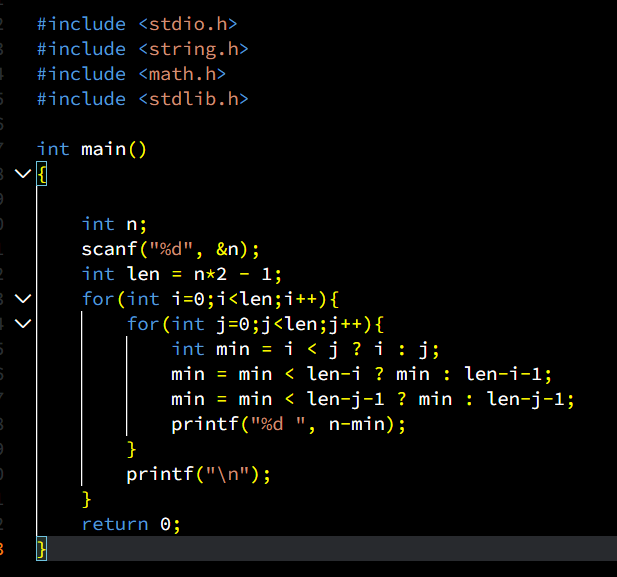 #include <stdio.h>
#include <string.h>
#include <math.h>
#include <stdlib.h>
int main()
{
int n;
scanf("%d", &n);
int len = n*2 - 1;
for(int i=0;i<len;i++){
for(int j=0;j<len;j++){
int min = i < j ? i : j;
min = min < len-i ? min : len-i-1;
min = min < len-j-1 ? min : len-j-1;
printf("%d ", n-min);
}
printf("\n");
}
return 0;
}